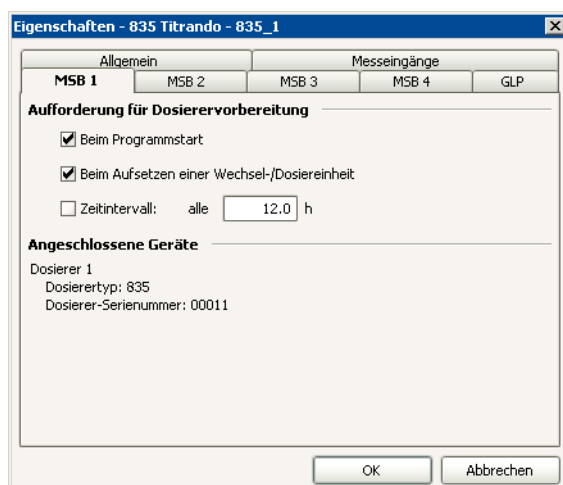 Eigenschaften - 835 Titrando - 835_1
Allgemein Messeingänge
MSB 1 MSB 2 MSB 3 MSB 4 GLP
Aufforderung für Dosierervorbereitung
Beim Programmstart
Beim Aufsetzen einer Wechsel-/Dosiereinheit
Zeitintervall: alle 12.0 h
Angeschlossene Geräte
Dosierer 1
Dosierertyp: 835
Dosierer-Serienummer: 00011
OK Abbrechen